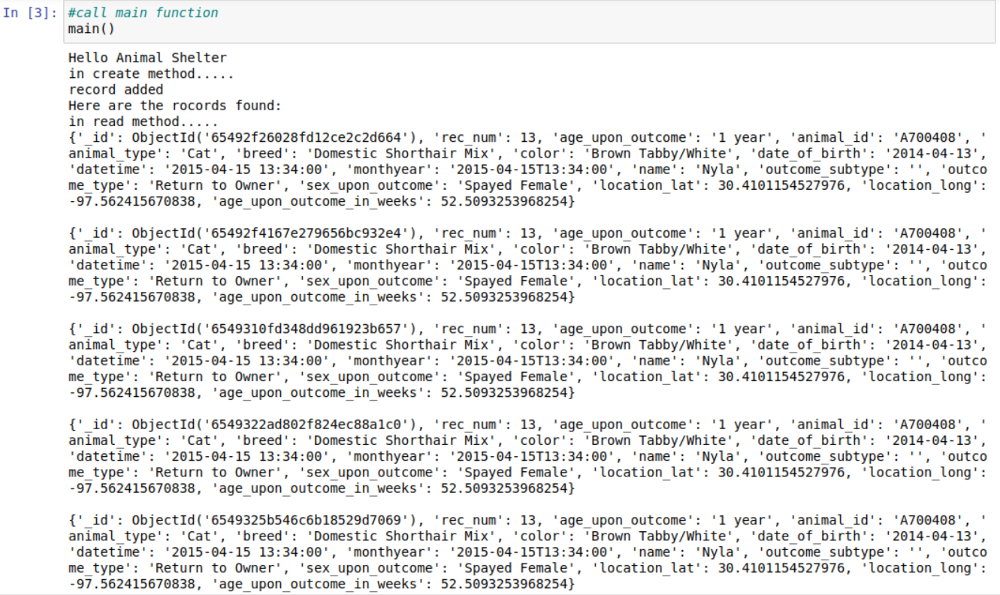 In [3]: #call main function
main()
Hello Animal Shelter
in create method.....
record added
Here are the rocords found:
in read method.....
{'_id': ObjectId('65492f26028fd12ce2c2d664'), 'rec_num': 13, 'age_upon_outcome': '1 year', 'animal_id': 'A700408', '
animal_type': 'Cat', 'breed': 'Domestic Shorthair Mix', 'color': 'Brown Tabby/White', 'date_of_birth': '2014-04-13',
'datetime': '2015-04-15 13:34:00', 'monthyear': '2015-04-15T13:34:00', 'name': 'Nyla', 'outcome_subtype': '', 'outco
me_type': 'Return to Owner', 'sex_upon_outcome': 'Spayed Female', 'location_lat': 30.4101154527976, 'location_long':
-97.562415670838, 'age_upon_outcome_in_weeks': 52.5093253968254}
{'_id': ObjectId('65492f4167e279656bc932e4'), 'rec_num': 13, 'age_upon_outcome': '1 year', 'animal_id': 'A700408', '
animal_type': 'Cat', 'breed': 'Domestic Shorthair Mix', 'color': 'Brown Tabby/White', 'date_of_birth': '2014-04-13',
'datetime': '2015-04-15 13:34:00', 'monthyear': '2015-04-15T13:34:00', 'name': 'Nyla', 'outcome_subtype': '', 'outco
me_type': 'Return to Owner', 'sex_upon_outcome': 'Spayed Female', 'location_lat': 30.4101154527976, 'location_long':
-97.562415670838, 'age_upon_outcome_in_weeks': 52.5093253968254}
{'_id': ObjectId('6549310fd348dd961923b657'), 'rec_num': 13, 'age_upon_outcome': '1 year', 'animal_id': 'A700408', '
animal_type': 'Cat', 'breed': 'Domestic Shorthair Mix', 'color': 'Brown Tabby/White', 'date_of_birth': '2014-04-13',
'datetime': '2015-04-15 13:34:00', 'monthyear': '2015-04-15T13:34:00', 'name': 'Nyla', 'outcome_subtype': '', 'outco
me_type': 'Return to Owner', 'sex_upon_outcome': 'Spayed Female', 'location_lat': 30.4101154527976, 'location_long':
-97.562415670838, 'age_upon_outcome_in_weeks': 52.5093253968254}
{'_id': ObjectId('6549322ad802f824ec88a1c0'), 'rec_num': 13, 'age_upon_outcome': '1 year', 'animal_id': 'A700408', '
animal_type': 'Cat', 'breed': 'Domestic Shorthair Mix', 'color': 'Brown Tabby/White', 'date_of_birth': '2014-04-13',
'datetime': '2015-04-15 13:34:00', 'monthyear': '2015-04-15T13:34:00', 'name': 'Nyla', 'outcome_subtype': '', 'outco
me_type': 'Return to Owner', 'sex_upon_outcome': 'Spayed Female', 'location_lat': 30.4101154527976, 'location_long':
-97.562415670838, 'age_upon_outcome_in_weeks': 52.5093253968254}
{'_id': ObjectId('6549325b546c6b18529d7069'), 'rec_num': 13, 'age_upon_outcome': '1 year', 'animal_id': 'A700408', '
animal_type': 'Cat', 'breed': 'Domestic Shorthair Mix', 'color': 'Brown Tabby/White', 'date_of_birth': '2014-04-13',
'datetime': '2015-04-15 13:34:00', 'monthyear': '2015-04-15T13:34:00', 'name': 'Nyla', 'outcome_subtype': '', 'outco
me_type': 'Return to Owner', 'sex_upon_outcome': 'Spayed Female', 'location_lat': 30.4101154527976, 'location_long':
-97.562415670838, 'age_upon_outcome_in_weeks': 52.5093253968254}